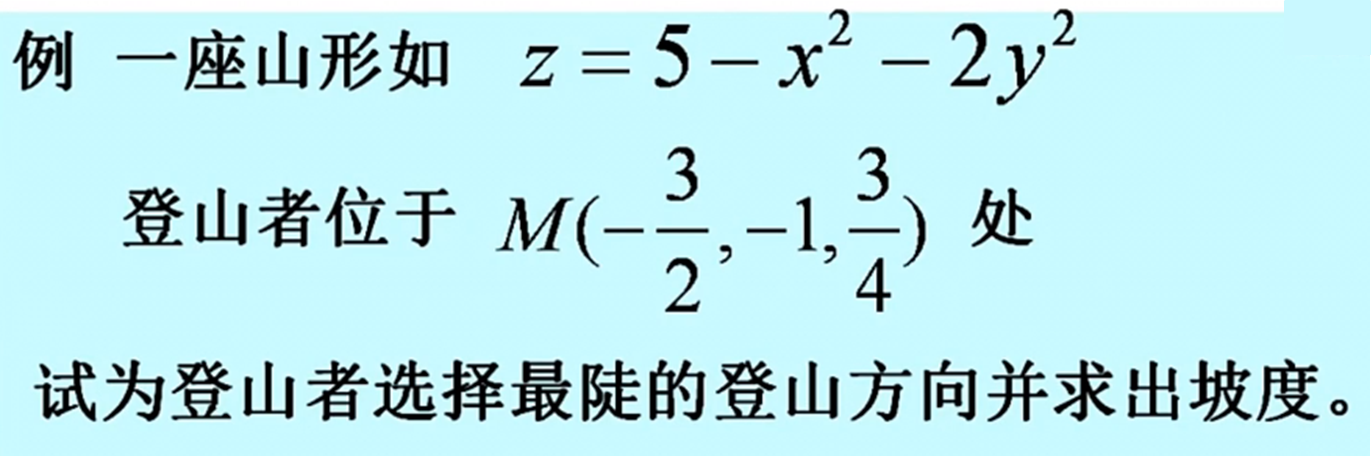 例 一座山形如 z = 5 − x² − 2y²
登山者位于 M(−3/2, −1, 3/4) 处
试为登山者选择最陡的登山方向并求出坡度。